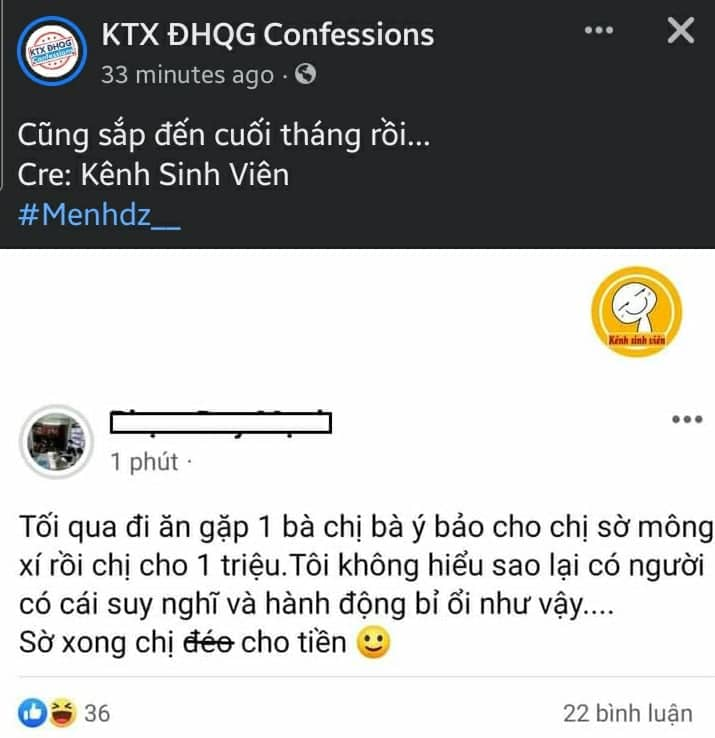 KTX ĐHQG
Confessions
KTX ĐHQG Confessions
33 minutes ago ·
Cũng sắp đến cuối tháng rồi...
Cre: Kênh Sinh Viên
#Menhdz__
Kênh sinh viên
1 phút ·
Tối qua đi ăn gặp 1 bà chị bà ý bảo cho chị sờ mông
xí rồi chị cho 1 triệu.Tôi không hiểu sao lại có người
có cái suy nghĩ và hành động bỉ ổi như vậy....
Sờ xong chị đéo cho tiền 🙂
36
22 bình luận